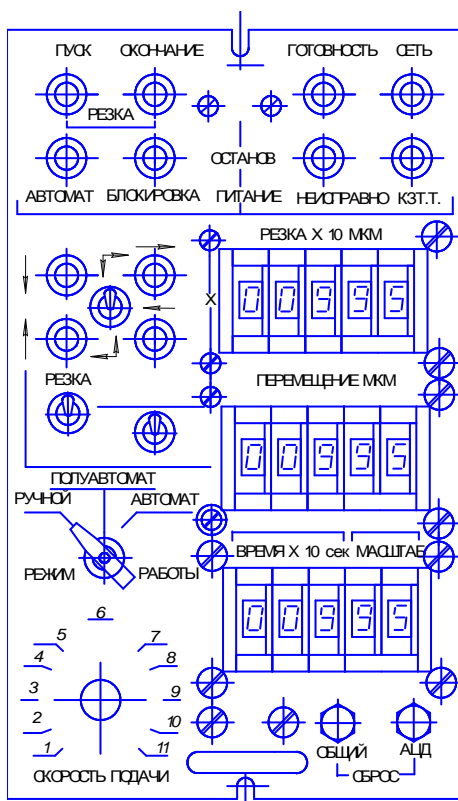 ПУСК ОКОНЧАНИЕ ГОТОВНОСТЬ СЕТЬ
РЕЗКА
ОСТАНОВ
АВТОМАТ БЛОКИРОВКА ПИТАНИЕ НЕИСПРАВНО КЗТ.Т.
РЕЗКА X 10 МКМ
X
00995
РЕЗКА
ПЕРЕМЕЩЕНИЕ МКМ
00995
ПОЛУАВТОМАТ
РУЧНОЙ АВТОМАТ
РЕЖИМ РАБОТЫ
ВРЕМЯ X 10 сек МАСШТАБ
00995
6
5 7
4 8
3 9
2 10
1 11
СКОРОСТЬ ПОДАЧИ
ОБЩИЙ АЦД
СБРОС